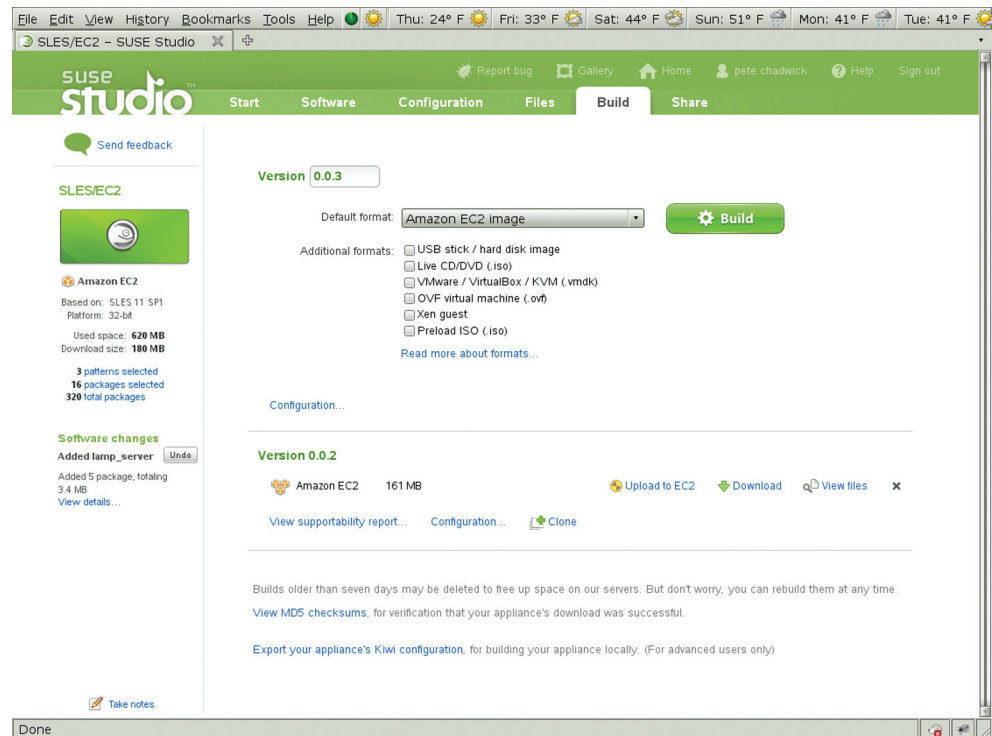 File Edit View History Bookmarks Tools Help Thu: 24° F Fri: 33° F Sat: 44° F Sun: 51° F Mon: 41° F Tue: 41° F
SLES/EC2 – SUSE Studio
suse studio™
Report bug Gallery Home pete.chadwick Help Sign out
Start Software Configuration Files Build Share
Send feedback
SLES/EC2
Amazon EC2
Based on: SLES 11 SP1
Platform: 32-bit
Used space: 620 MB
Download size: 180 MB
3 patterns selected
16 packages selected
320 total packages
Software changes
Added lamp_server Undo
Added 5 package, totaling
3.4 MB
View details...
Take notes
Version 0.0.3
Default format: Amazon EC2 image Build
Additional formats: USB stick / hard disk image
Live CD/DVD (.iso)
VMware / VirtualBox / KVM (.vmdk)
OVF virtual machine (.ovf)
Xen guest
Preload ISO (.iso)
Read more about formats...
Configuration...
Version 0.0.2
Amazon EC2 161 MB Upload to EC2 Download View files
View supportability report... Configuration... Clone
Builds older than seven days may be deleted to free up space on our servers. But don't worry, you can rebuild them at any time.
View MD5 checksums, for verification that your appliance's download was successful.
Export your appliance's Kiwi configuration, for building your appliance locally. (For advanced users only)
Done